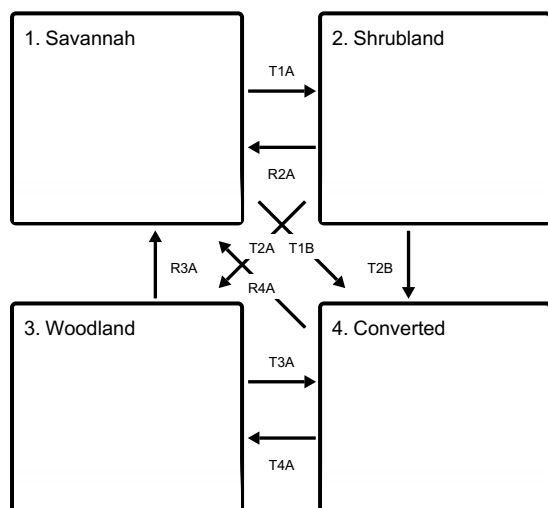 1. Savannah
2. Shrubland
T1A
R2A
T2A
T1B
R3A
R4A
T2B
3. Woodland
4. Converted
T3A
T4A